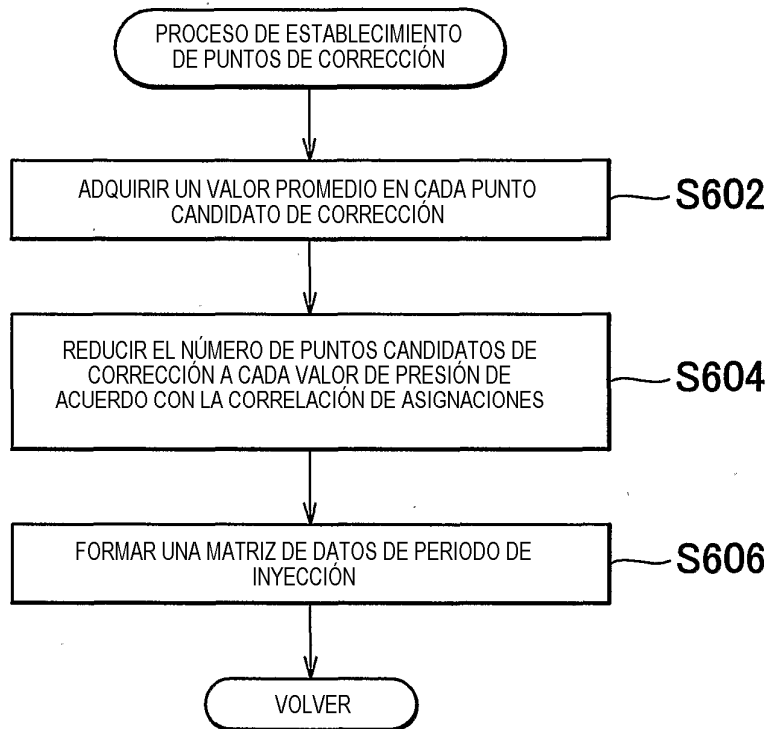 PROCESO DE ESTABLECIMIENTO
DE PUNTOS DE CORRECCIÓN
ADQUIRIR UN VALOR PROMEDIO EN CADA PUNTO
CANDIDATO DE CORRECCIÓN
S602
REDUCIR EL NÚMERO DE PUNTOS CANDIDATOS DE
CORRECCIÓN A CADA VALOR DE PRESIÓN DE
ACUERDO CON LA CORRELACIÓN DE ASIGNACIONES
S604
FORMAR UNA MATRIZ DE DATOS DE PERIODO DE
INYECCIÓN
S606
VOLVER